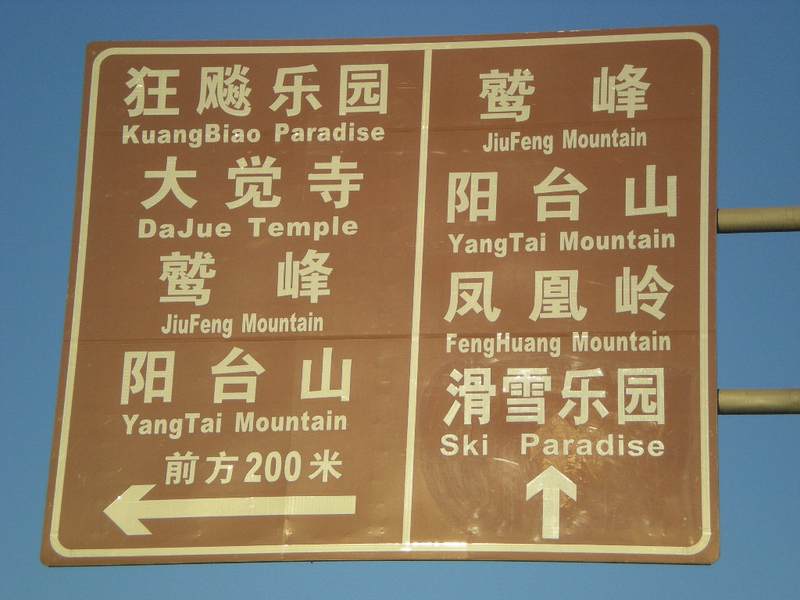 狂飚乐园
KuangBiao Paradise
大觉寺
DaJue Temple
鹫峰
JiuFeng Mountain
阳台山
YangTai Mountain
前方200米
鹫峰
JiuFeng Mountain
阳台山
YangTai Mountain
凤凰岭
FengHuang Mountain
滑雪乐园
Ski Paradise